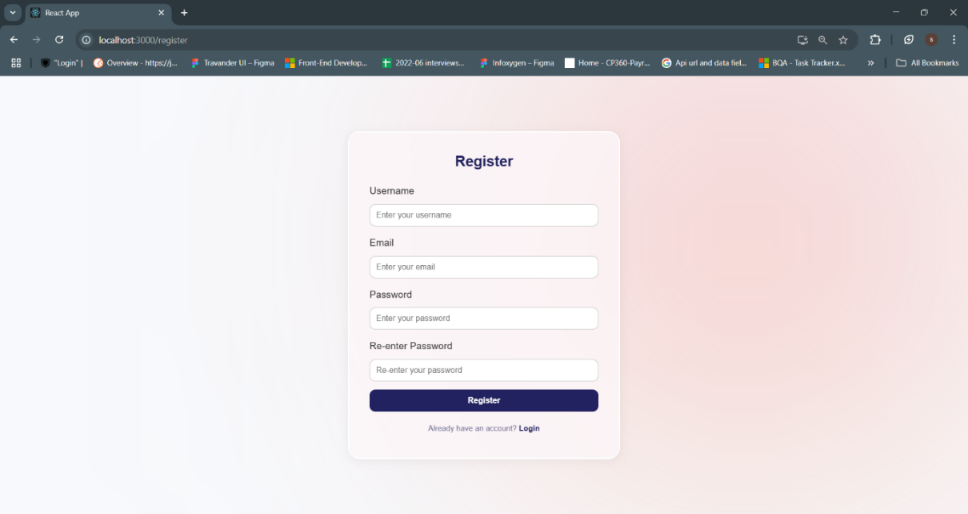 React App
localhost:3000/register
"Login" |
Overview - https://j...
Travander UI – Figma
Front-End Develop...
2022-06 interviews...
Infoxygen – Figma
Home - CP360-Payr...
Api url and data fiel...
BQA - Task Tracker.x...
All Bookmarks
Register
Username
Enter your username
Email
Enter your email
Password
Enter your password
Re-enter Password
Re-enter your password
Register
Already have an account? Login